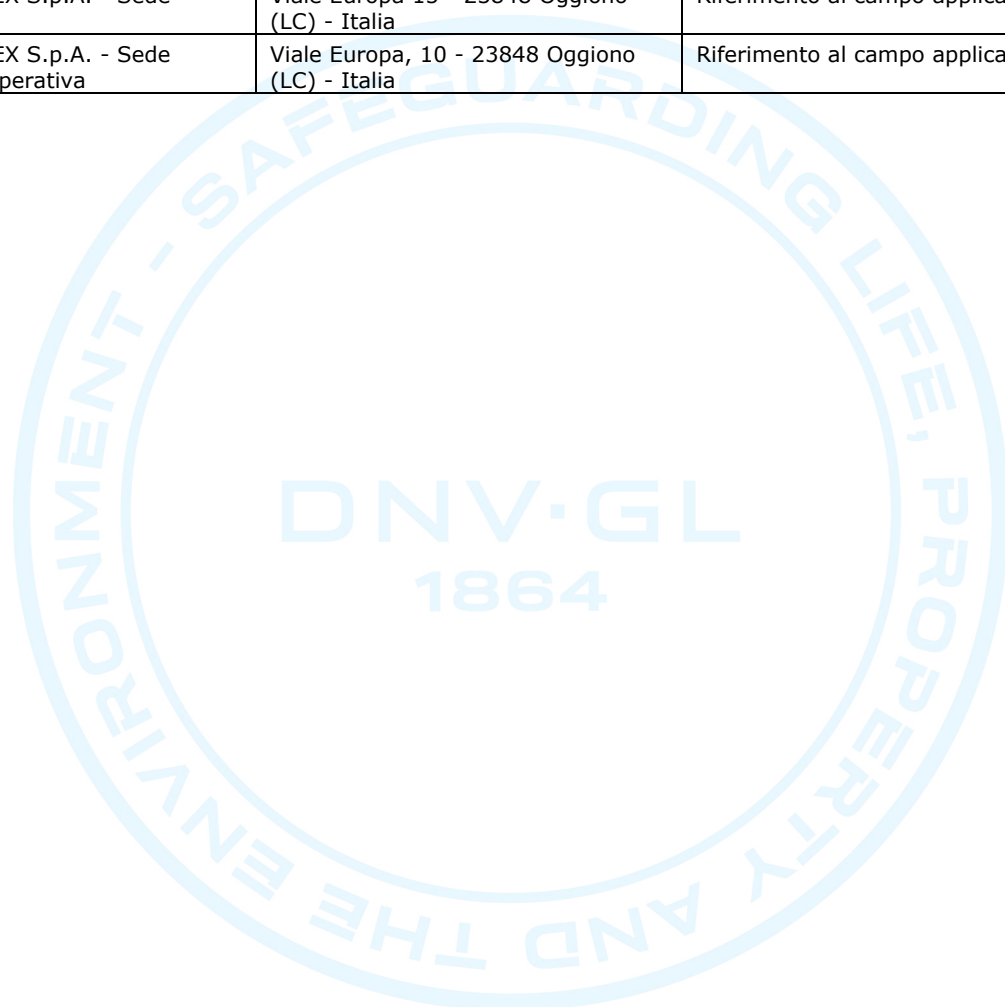 EX S.p.A. - Sede
Viale Europa 15 - 23848 Oggiono
(LC) - Italia
Riferimento al campo applica
EX S.p.A. - Sede
perativa
Viale Europa, 10 - 23848 Oggiono
(LC) - Italia
Riferimento al campo applica
SAFEGUARDING LIFE, PROPERTY AND THE ENVIRONMENT -
DNV·GL
1864